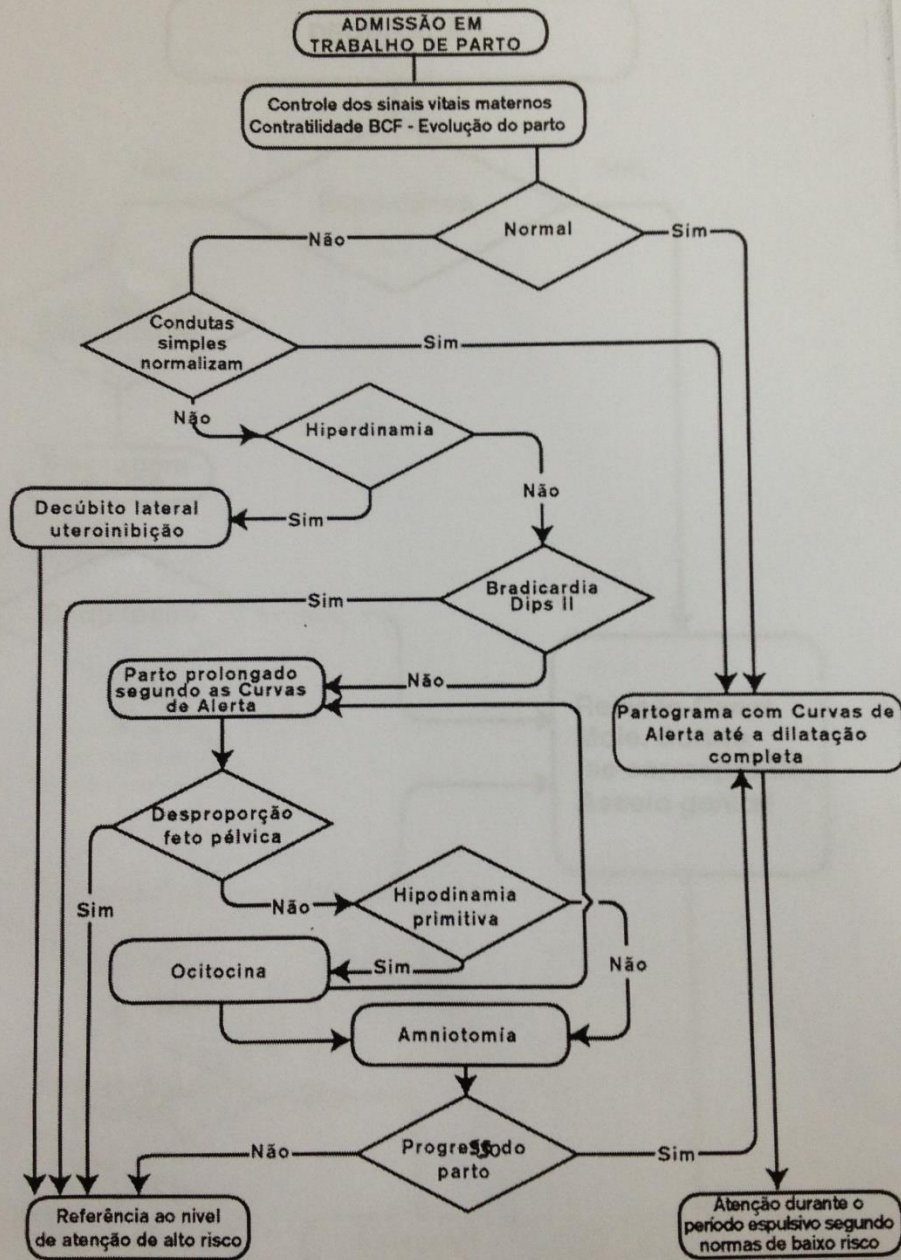 ADMISSÃO EM
TRABALHO DE PARTO
Controle dos sinais vitais maternos
Contratilidade BCF - Evolução do parto
Normal
Não
Sim
Condutas
simples
normalizam
Sim
Não
Hiperdinamia
Não
Sim
Decúbito lateral
uteroinibição
Bradicardia
Dips II
Sim
Não
Parto prolongado
segundo as Curvas
de Alerta
Partograma com Curvas de
Alerta até a dilatação
completa
Desproporção
feto pélvica
Sim
Não
Hipodinamia
primitiva
Sim
Não
Ocitocina
Amniotomia
Progresso do
parto
Não
Sim
Referência ao nivel
de atenção de alto risco
Atenção durante o
período espulsivo segundo
normas de baixo risco